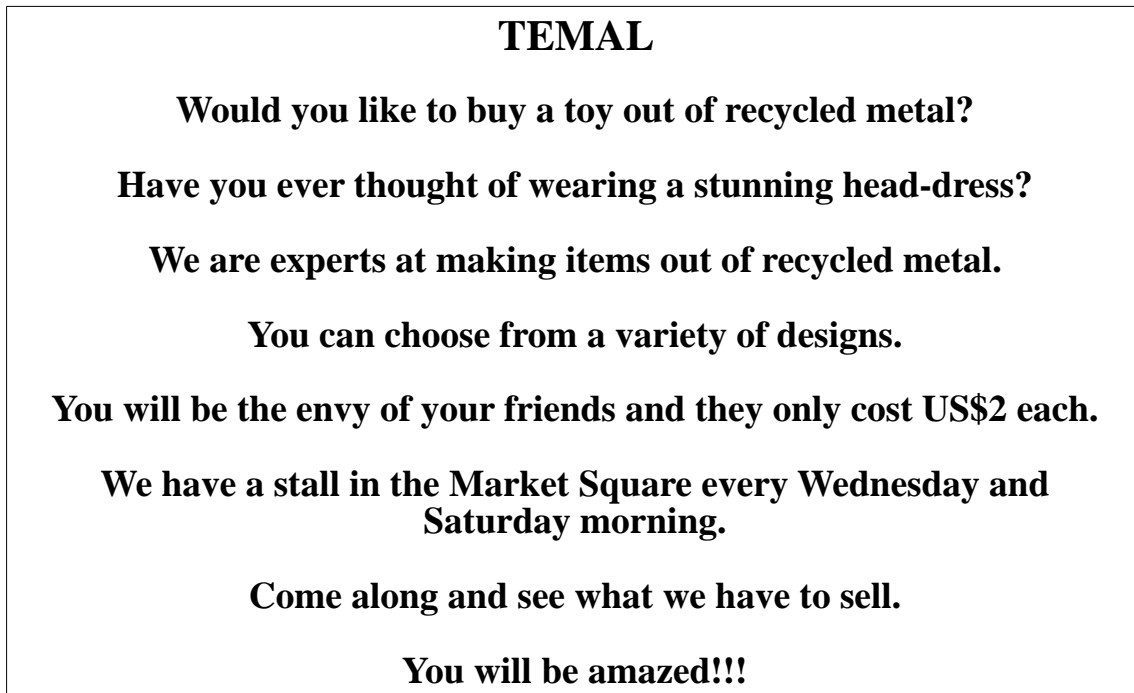 TEMAL
Would you like to buy a toy out of recycled metal?
Have you ever thought of wearing a stunning head-dress?
We are experts at making items out of recycled metal.
You can choose from a variety of designs.
You will be the envy of your friends and they only cost US$2 each.
We have a stall in the Market Square every Wednesday and
Saturday morning.
Come along and see what we have to sell.
You will be amazed!!!